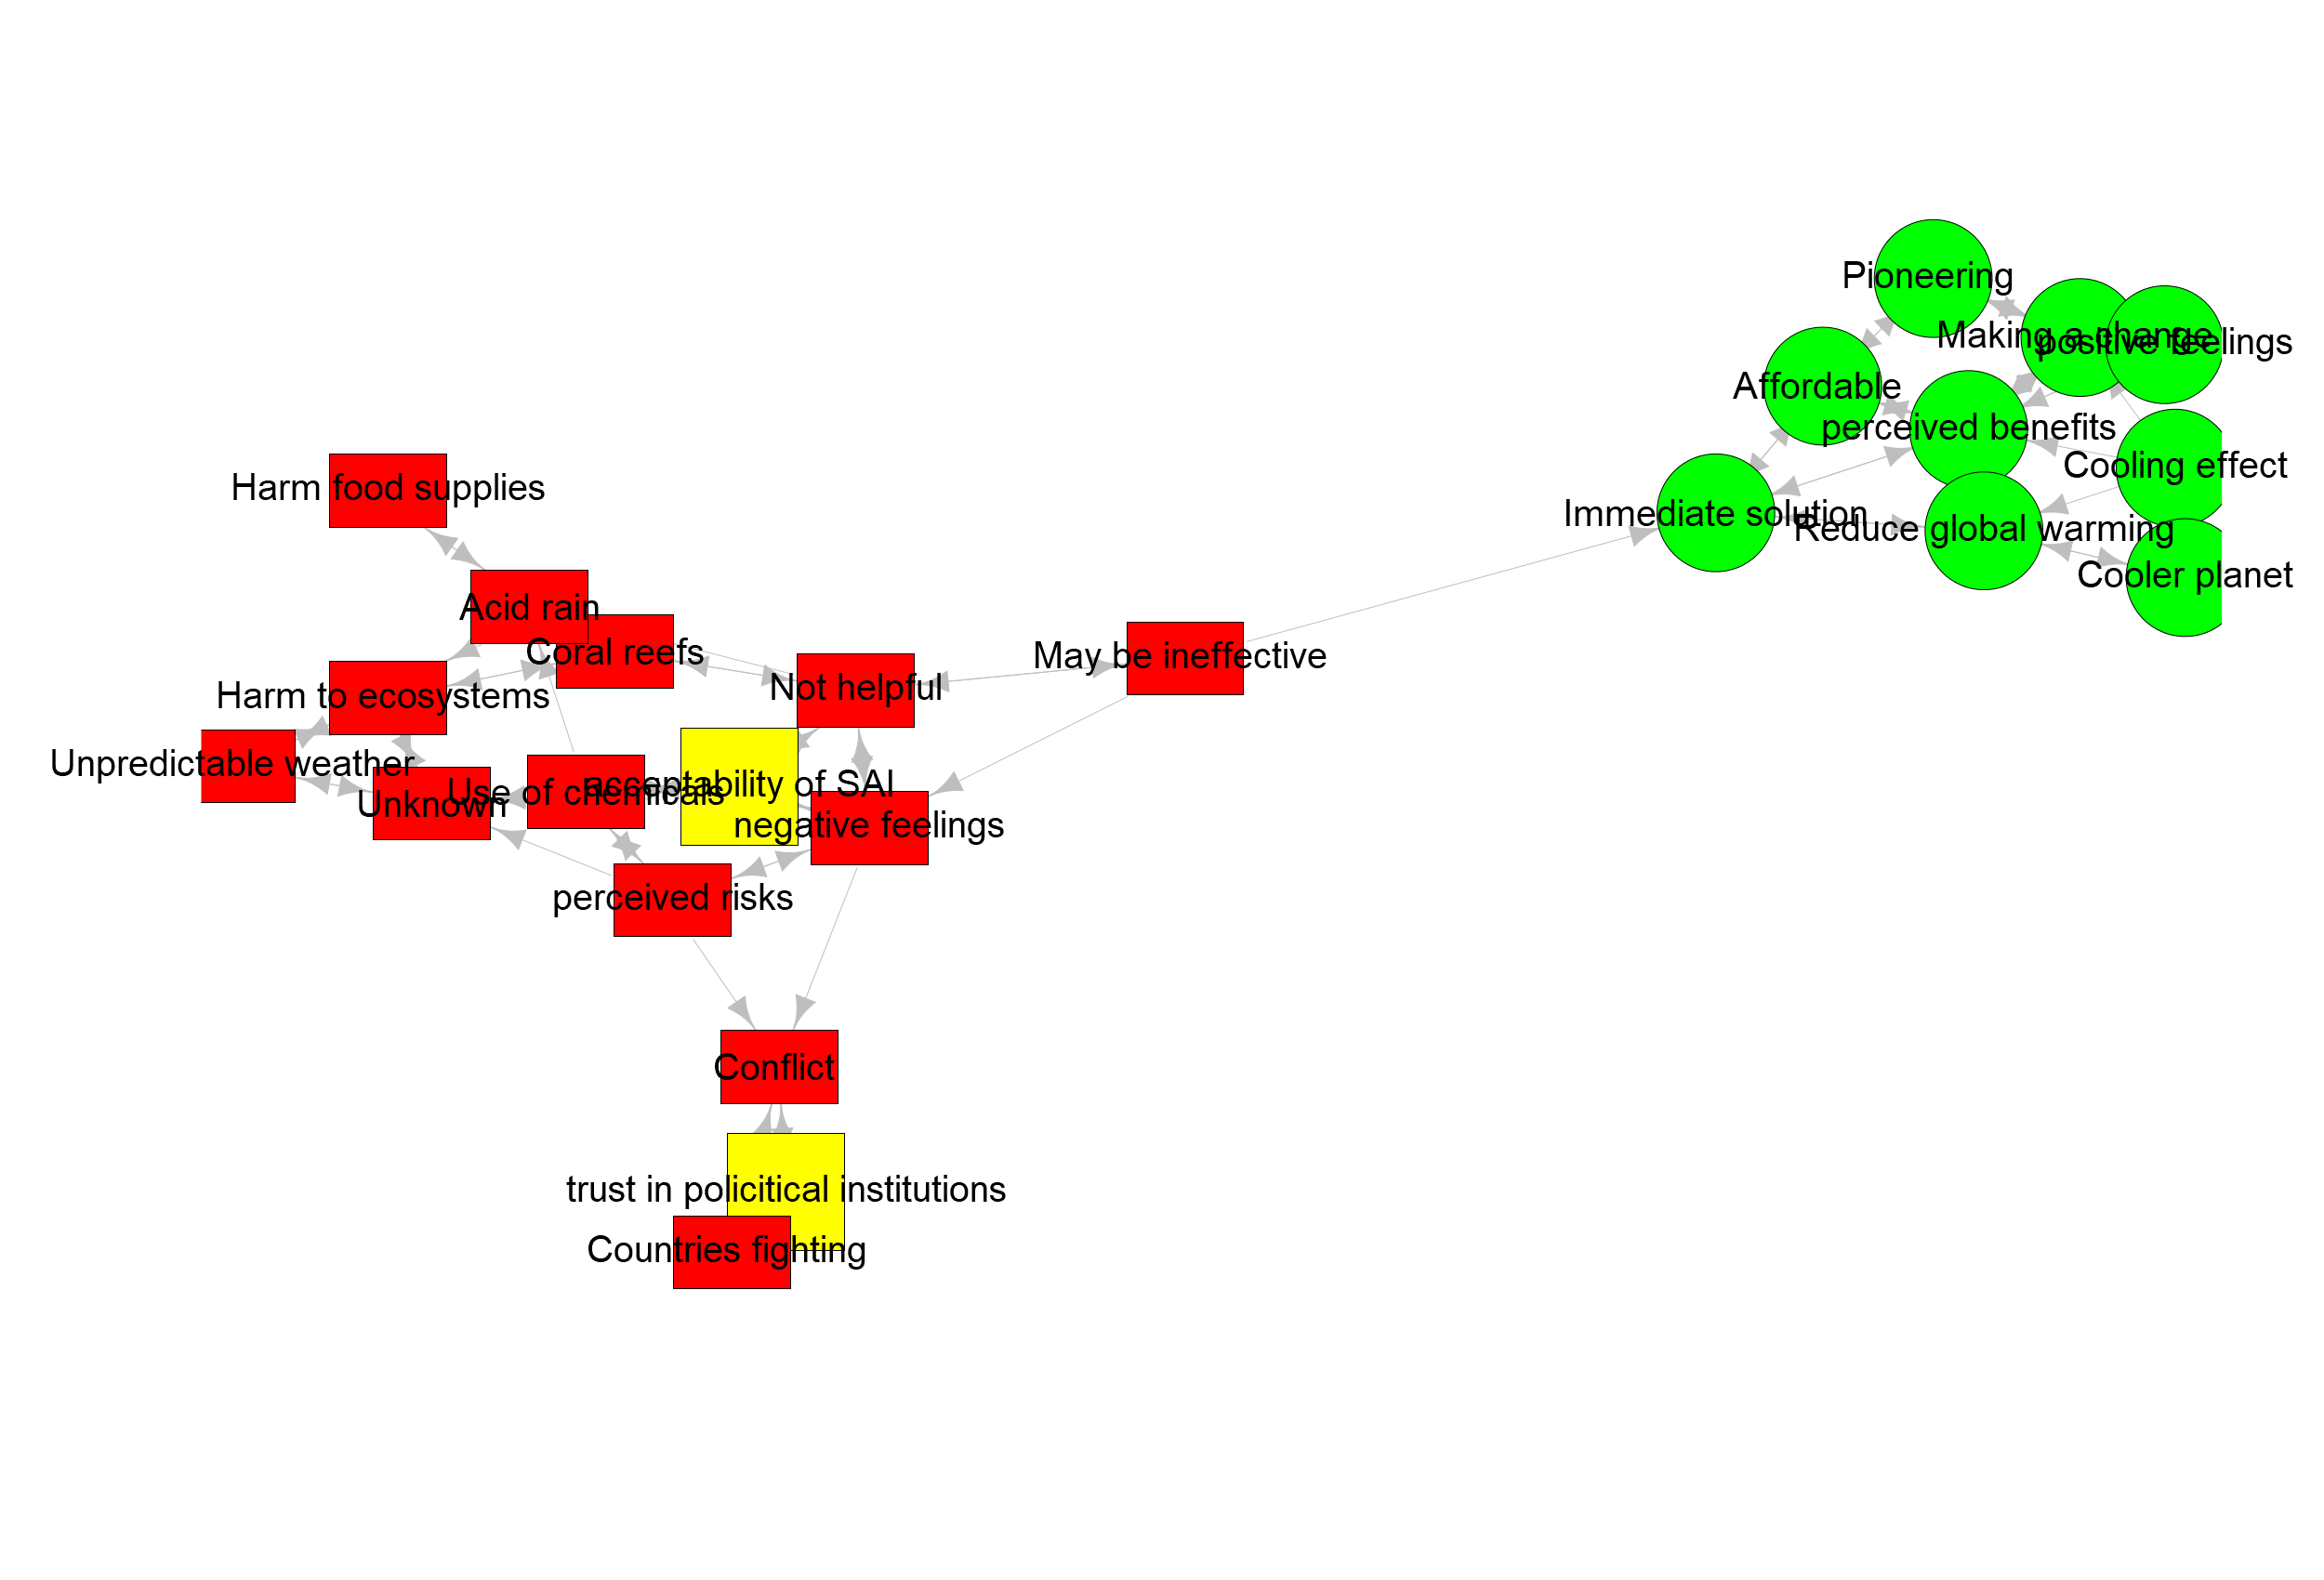 Pioneering
Making a change
positive feelings
Affordable
perceived benefits
Cooling effect
Harm food supplies
Immediate solution
Reduce global warming
Cooler planet
Acid rain
Coral reefs
May be ineffective
Not helpful
Harm to ecosystems
Unpredictable weather
acceptability of SAI
Use of chemicals
Unknown
negative feelings
perceived risks
Conflict
trust in policitical institutions
Countries fighting